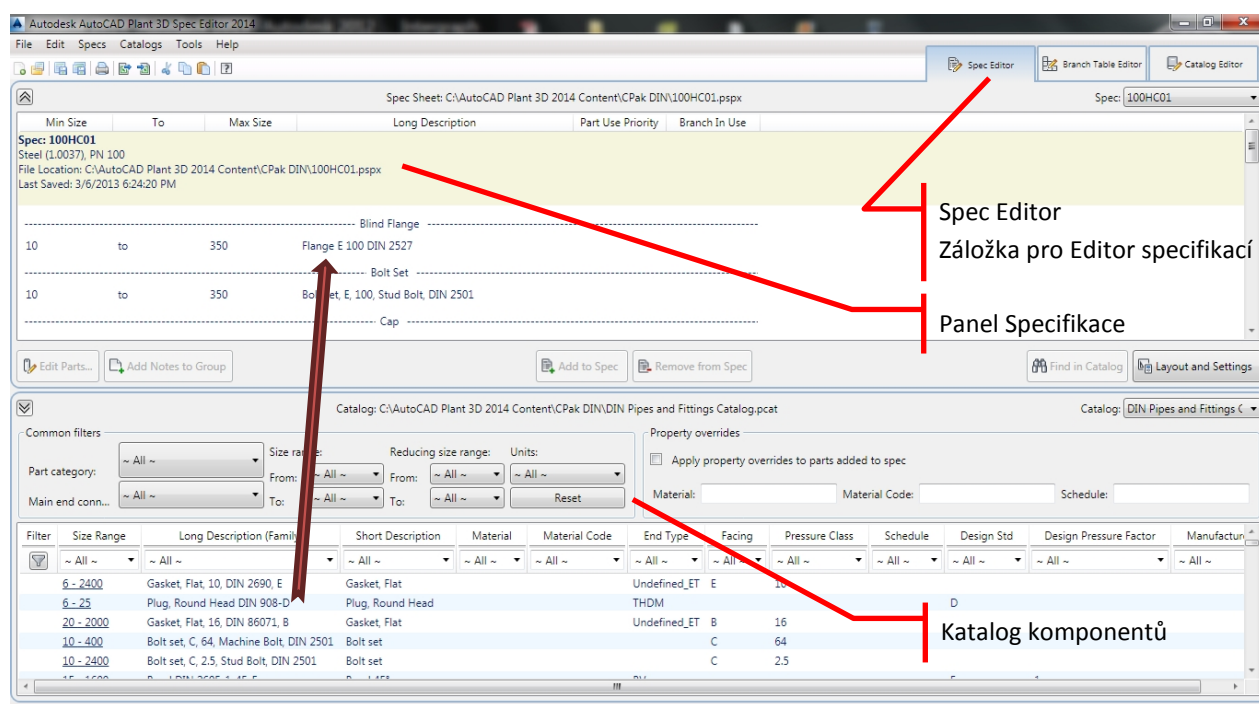 Autodesk AutoCAD Plant 3D Spec Editor 2014
File Edit Specs Catalogs Tools Help
Spec Editor Branch Table Editor Catalog Editor
Spec Sheet: C:\AutoCAD Plant 3D 2014 Content\CPak DIN\100HC01.pspx Spec: 100HC01
Min Size To Max Size Long Description Part Use Priority Branch In Use
Spec: 100HC01
Steel (1.0037), PN 100
File Location: C:\AutoCAD Plant 3D 2014 Content\CPak DIN\100HC01.pspx
Last Saved: 3/6/2013 6:24:20 PM
Blind Flange
10 to 350 Flange E 100 DIN 2527
Bolt Set
10 to 350 Bolt set, E, 100, Stud Bolt, DIN 2501
Cap
Spec Editor
Záložka pro Editor specifikací
Panel Specifikace
Edit Parts... Add Notes to Group Add to Spec Remove from Spec Find in Catalog Layout and Settings
Catalog: C:\AutoCAD Plant 3D 2014 Content\CPak DIN\DIN Pipes and Fittings Catalog.pcat Catalog: DIN Pipes and Fittings C
Common filters Property overrides
Part category: ~ All ~ Size range: Reducing size range: Units: Apply property overrides to parts added to spec
From: ~ All ~ From: ~ All ~ ~ All ~
Main end conn... ~ All ~ To: ~ All ~ To: ~ All ~ Reset Material: Material Code: Schedule:
Filter Size Range Long Description (Family) Short Description Material Material Code End Type Facing Pressure Class Schedule Design Std Design Pressure Factor Manufactur
~ All ~ ~ All ~ ~ All ~ ~ All ~ ~ All ~ ~ All ~ ~ All ~ ~ All ~ ~ All ~ ~ All ~ ~ All ~ ~ All ~
6 - 2400 Gasket, Flat, 10, DIN 2690, E Gasket, Flat Undefined_ET E 10
6 - 25 Plug, Round Head DIN 908-D Plug, Round Head THDM D
20 - 2000 Gasket, Flat, 16, DIN 86071, B Gasket, Flat Undefined_ET B 16
10 - 400 Bolt set, C, 64, Machine Bolt, DIN 2501 Bolt set C 64
10 - 2400 Bolt set, C, 2.5, Stud Bolt, DIN 2501 Bolt set C 2.5
Katalog komponentů